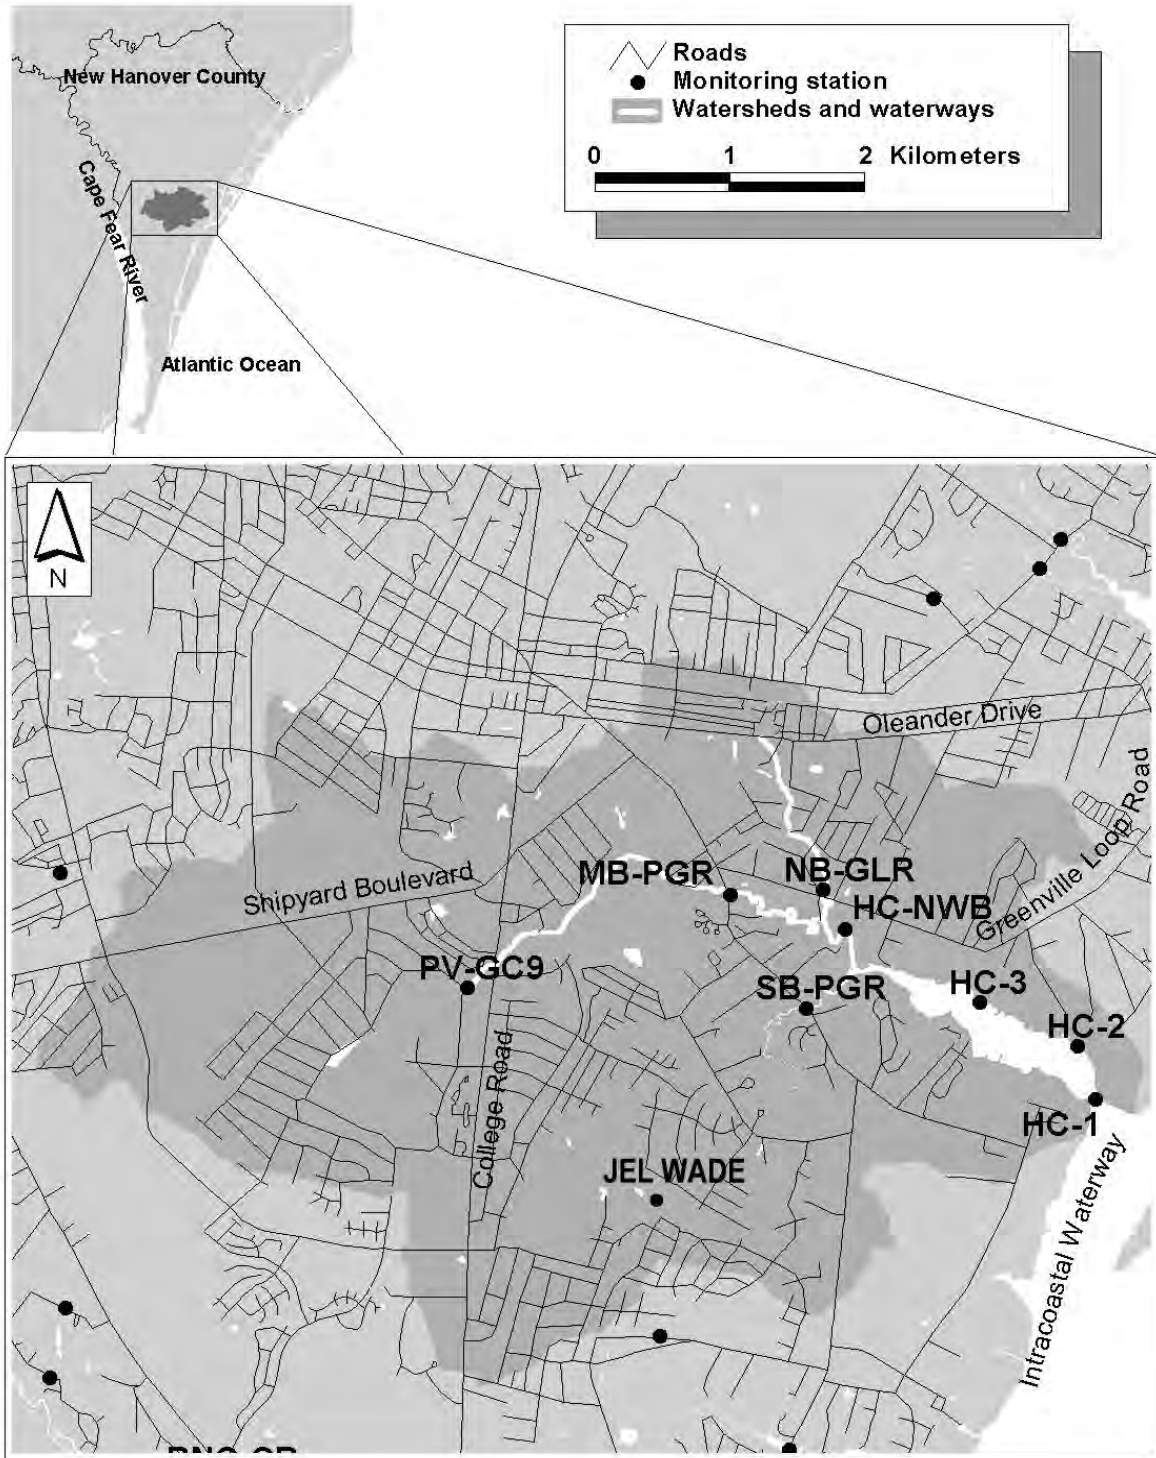 New Hanover County
Cape Fear River
Atlantic Ocean
Roads
Monitoring station
Watersheds and waterways
0 1 2 Kilometers
N
Oleander Drive
Greenville Loop Road
Shipyard Boulevard
MB-PGR
NB-GLR
HC-NWB
PV-GC9
SB-PGR
HC-3
HC-2
HC-1
College Road
JEL WADE
Intracoastal Waterway